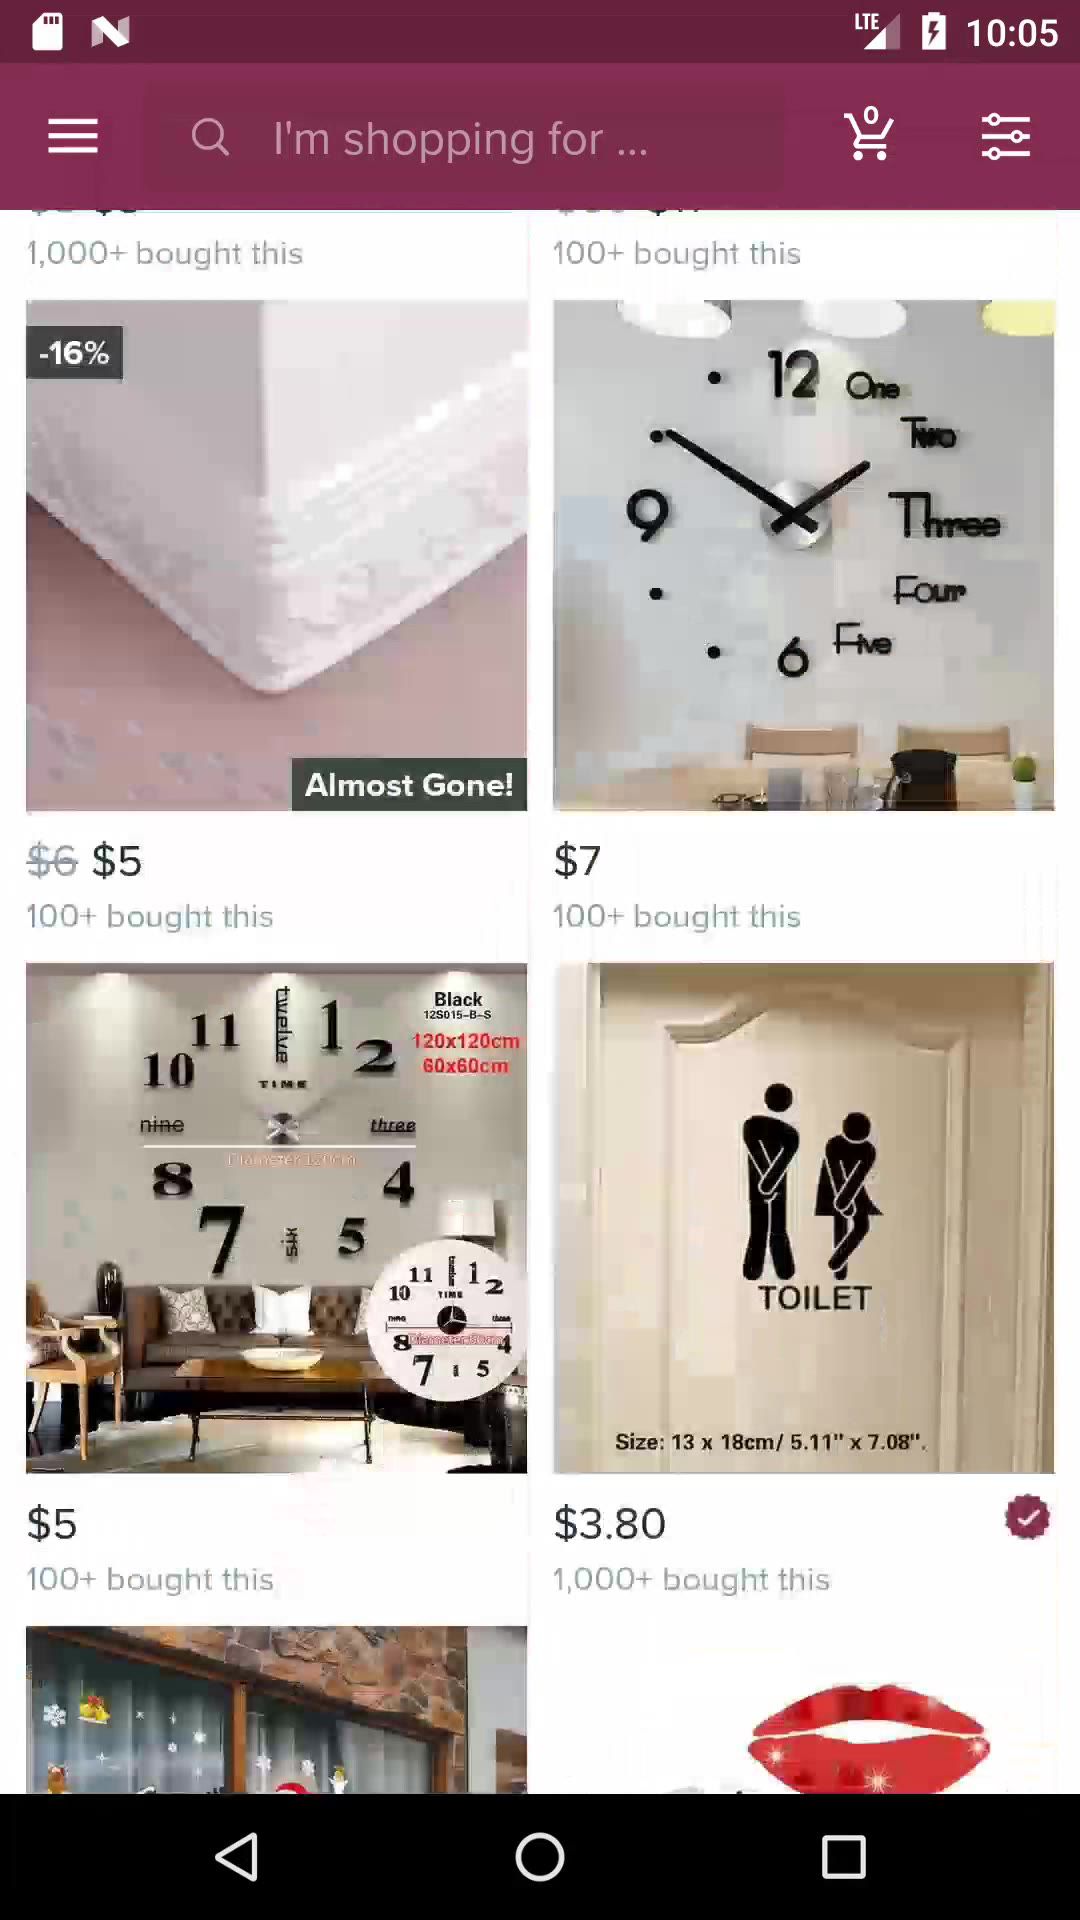 LTE 10:05
I'm shopping for ...
0
1,000+ bought this
100+ bought this
-16%
Almost Gone!
12 One
Two
9 Three
Four
6 Five
$6 $5
$7
100+ bought this
100+ bought this
Black
12S015-B-S
120x120cm
60x60cm
twelve
11 1
10 2
TIME
nine three
Diameter:120cm
8 4
7 six 5
twelve
11 1
10 2
TIME
three
Diameter:60cm
8 4
7 5
TOILET
Size: 13 x 18cm/ 5.11" x 7.08".
$5
$3.80
100+ bought this
1,000+ bought this